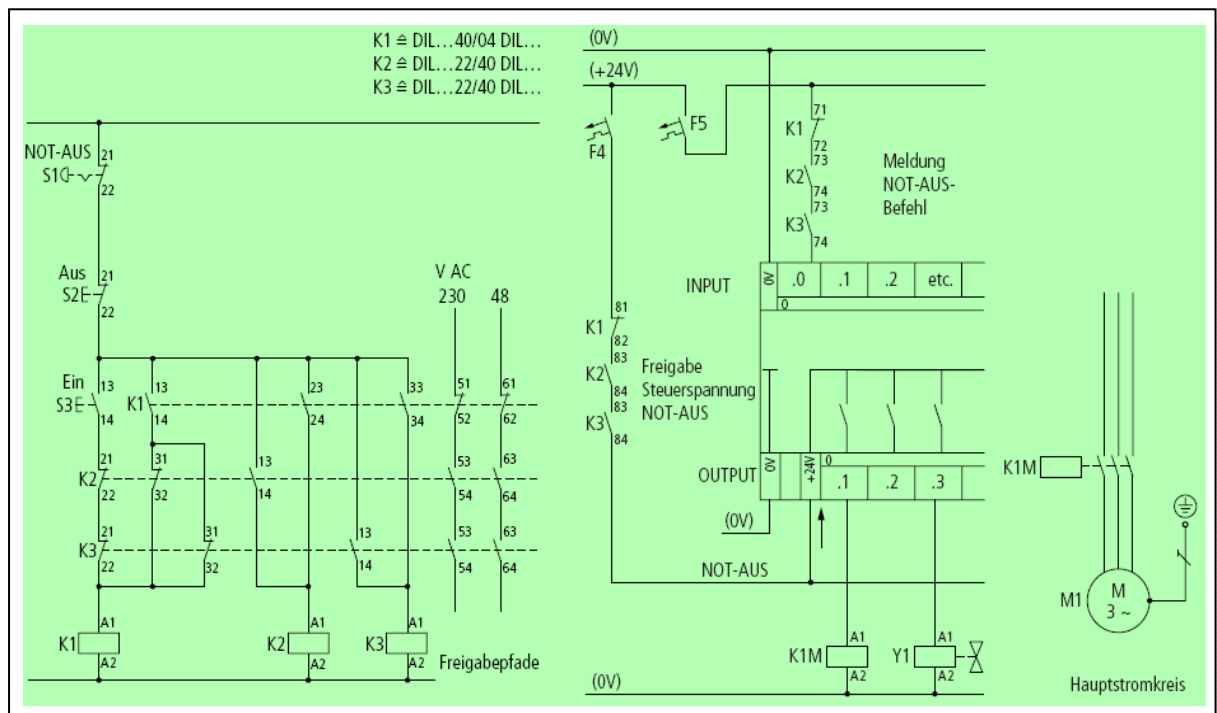 K1 ≙ DIL...40/04 DIL...
K2 ≙ DIL...22/40 DIL...
K3 ≙ DIL...22/40 DIL...
NOT-AUS
S1
21
22
Aus
S2E
21
22
V AC
230 48
Ein
S3E
13
14
K1
13
14
23
24
33
34
51
52
61
62
K2
21
22
31
32
13
14
53
54
63
64
K3
21
22
31
32
13
14
53
54
63
64
K1
A1
A2
K2
A1
A2
K3
A1
A2
Freigabepfade
(0V)
(+24V)
F4
F5
K1
71
72
K2
73
74
K3
73
74
Meldung
NOT-AUS-
Befehl
INPUT
0V
.0 .1 .2 etc.
0
K1
81
82
K2
83
84
K3
83
84
Freigabe
Steuerspannung
NOT-AUS
OUTPUT
0V
+24V
0
.1 .2 .3
(0V)
NOT-AUS
K1M
A1
A2
Y1
A1
A2
(0V)
K1M
M1
M
3 ~
Hauptstromkreis